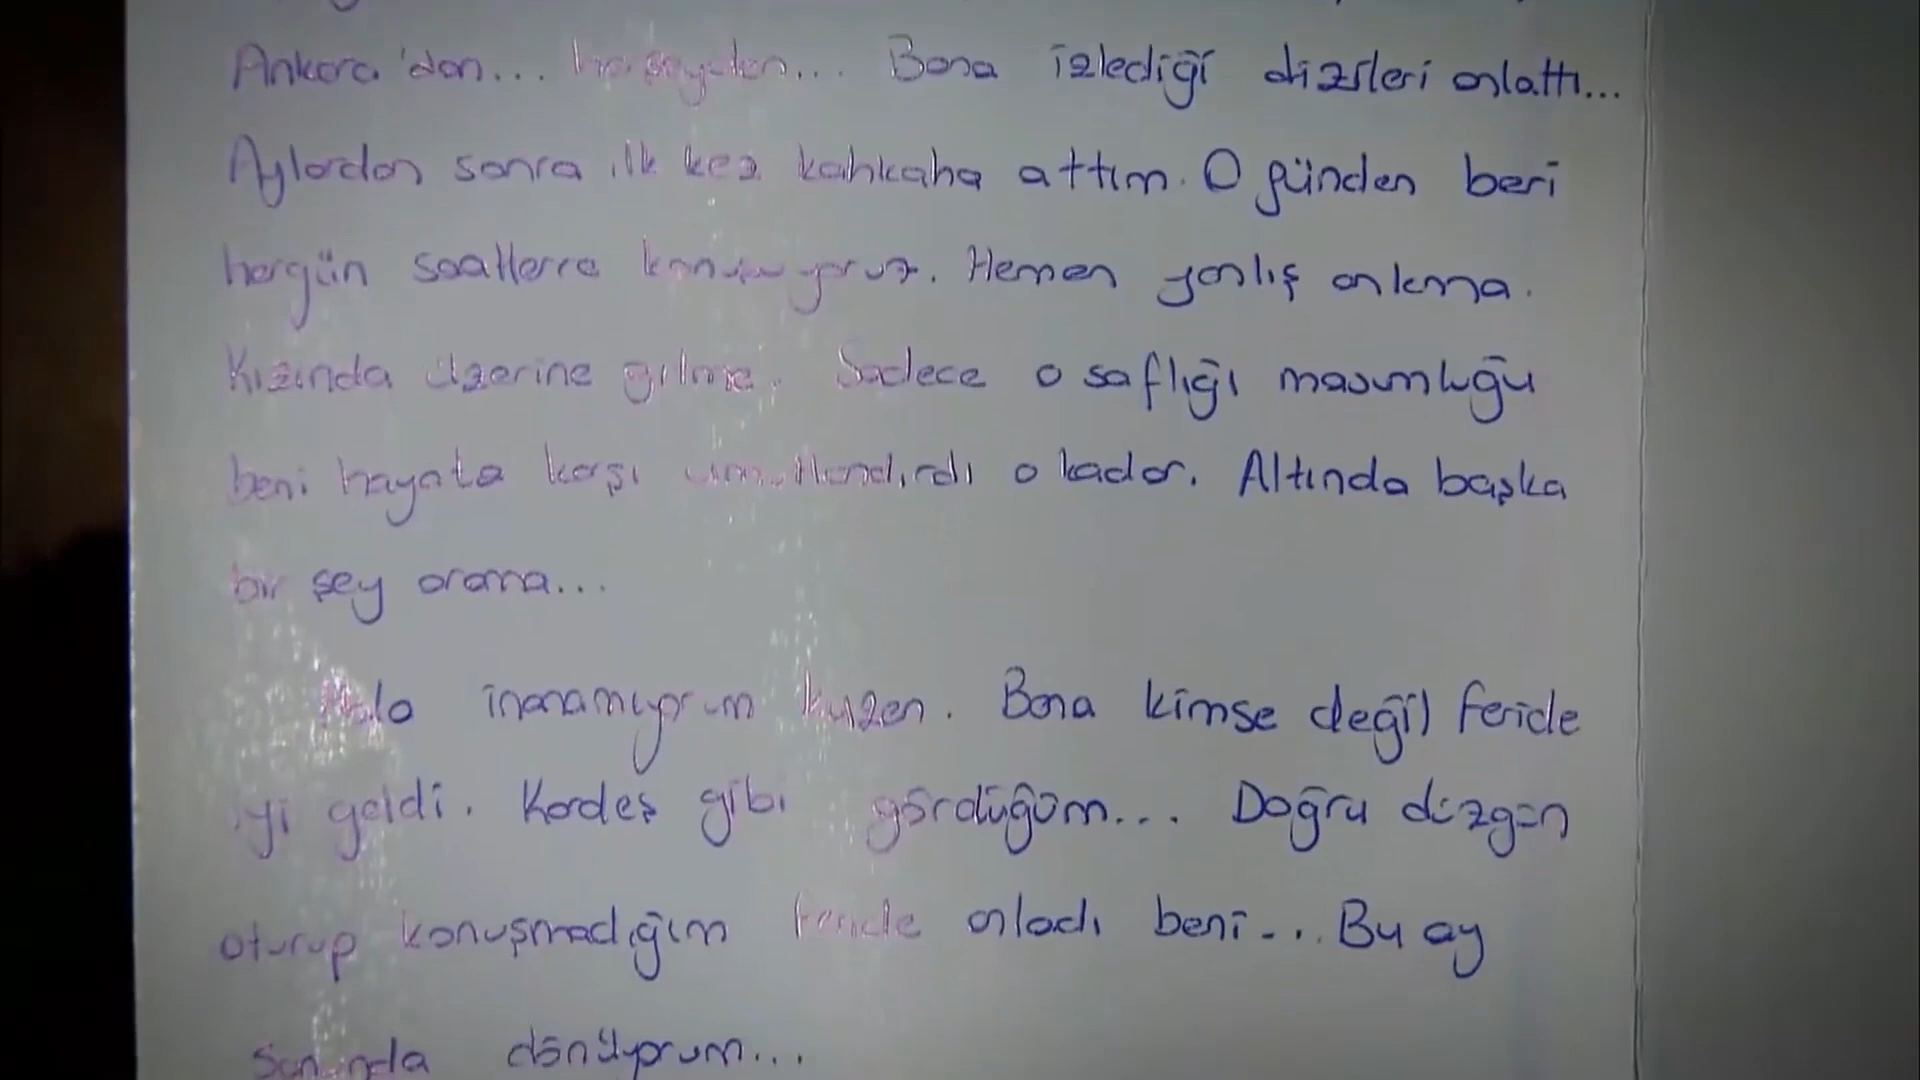 Ankara'dan... herşeyden... Bana izlediği dizileri anlattı...
Aylardan sonra ilk kez kahkaha attım. O günden beri
hergün saatlerce konuşuyoruz. Hemen yanlış anlama.
Kızında üzerine gitme. Sadece o saflığı masumluğu
beni hayata karşı ümitlendirdi o kadar. Altında başka
bir şey arama...
Hala inanamıyorum kuzen. Bana kimse değil feride
iyi geldi. Kardeş gibi gördüğüm... Doğru düzgün
oturup konuşmadığım feride anladı beni... Bu ay
sonunda dönüyorum...